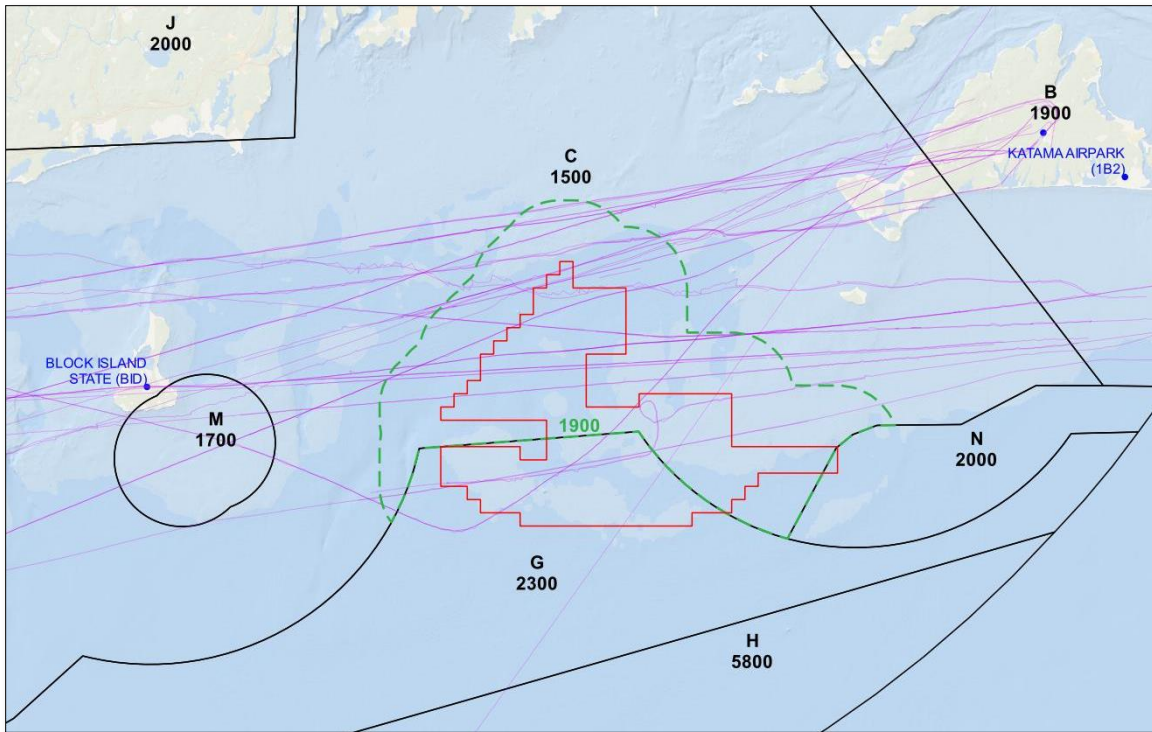 J
2000
B
1900
KATAMA AIRPARK
(1B2)
C
1500
BLOCK ISLAND
STATE (BID)
M
1700
1900
N
2000
G
2300
H
5800